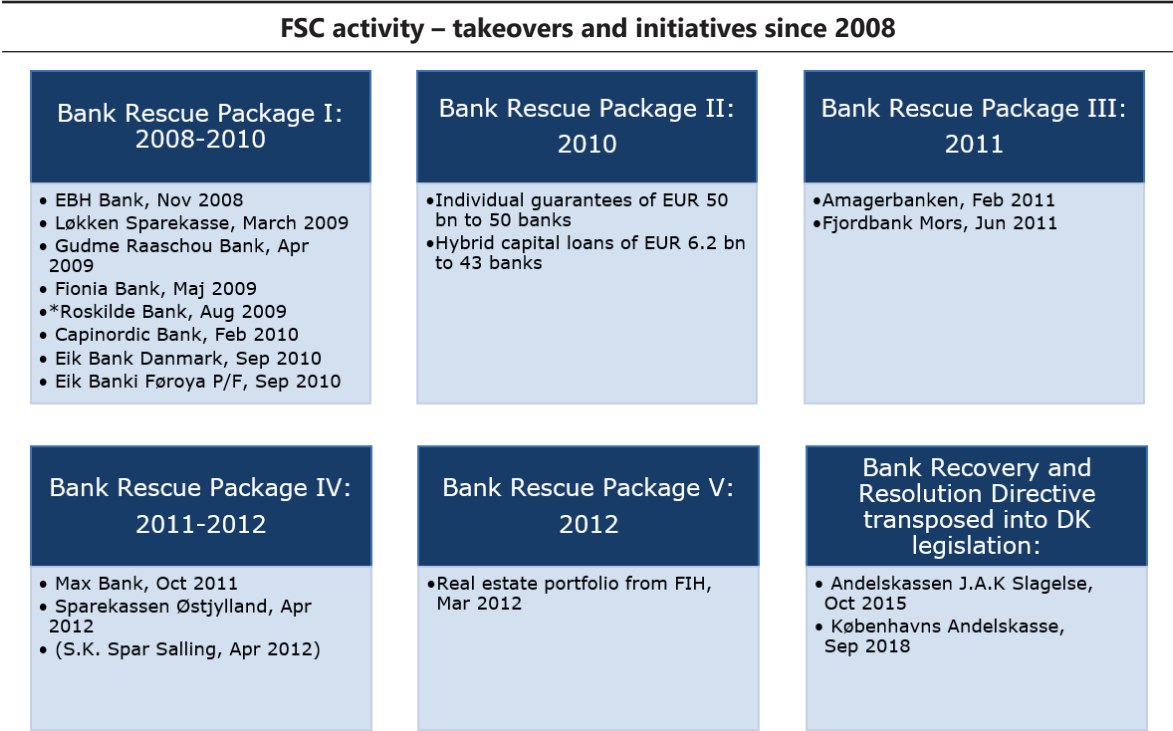 FSC activity – takeovers and initiatives since 2008
Bank Rescue Package I:
2008-2010
• EBH Bank, Nov 2008
• Løkken Sparekasse, March 2009
• Gudme Raaschou Bank, Apr
2009
• Fionia Bank, Maj 2009
•*Roskilde Bank, Aug 2009
• Capinordic Bank, Feb 2010
• Eik Bank Danmark, Sep 2010
• Eik Banki Føroya P/F, Sep 2010
Bank Rescue Package II:
2010
•Individual guarantees of EUR 50
bn to 50 banks
•Hybrid capital loans of EUR 6.2 bn
to 43 banks
Bank Rescue Package III:
2011
•Amagerbanken, Feb 2011
•Fjordbank Mors, Jun 2011
Bank Rescue Package IV:
2011-2012
• Max Bank, Oct 2011
• Sparekassen Østjylland, Apr
2012
• (S.K. Spar Salling, Apr 2012)
Bank Rescue Package V:
2012
•Real estate portfolio from FIH,
Mar 2012
Bank Recovery and
Resolution Directive
transposed into DK
legislation:
• Andelskassen J.A.K Slagelse,
Oct 2015
• Københavns Andelskasse,
Sep 2018